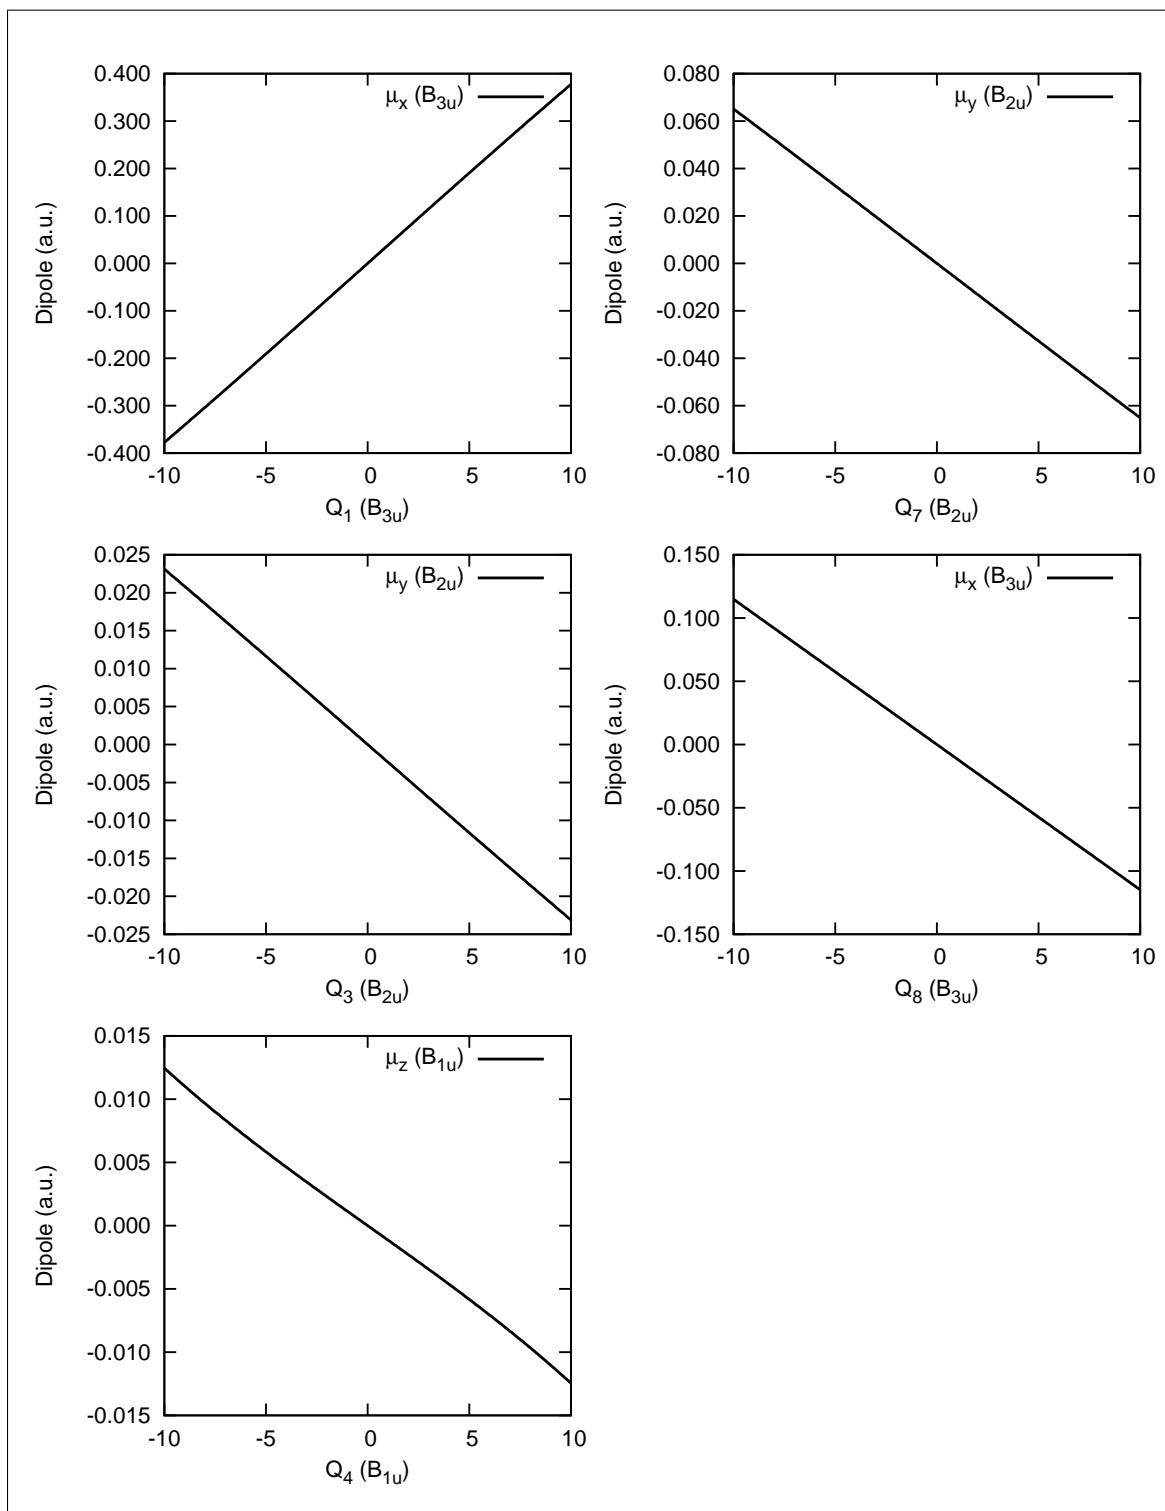 0.400
0.300
0.200
0.100
0.000
-0.100
-0.200
-0.300
-0.400
-10 -5 0 5 10
Dipole (a.u.)
Q1 (B3u)
μx (B3u)
0.080
0.060
0.040
0.020
0.000
-0.020
-0.040
-0.060
-0.080
-10 -5 0 5 10
Dipole (a.u.)
Q7 (B2u)
μy (B2u)
0.025
0.020
0.015
0.010
0.005
0.000
-0.005
-0.010
-0.015
-0.020
-0.025
-10 -5 0 5 10
Dipole (a.u.)
Q3 (B2u)
μy (B2u)
0.150
0.100
0.050
0.000
-0.050
-0.100
-0.150
-10 -5 0 5 10
Dipole (a.u.)
Q8 (B3u)
μx (B3u)
0.015
0.010
0.005
0.000
-0.005
-0.010
-0.015
-10 -5 0 5 10
Dipole (a.u.)
Q4 (B1u)
μz (B1u)